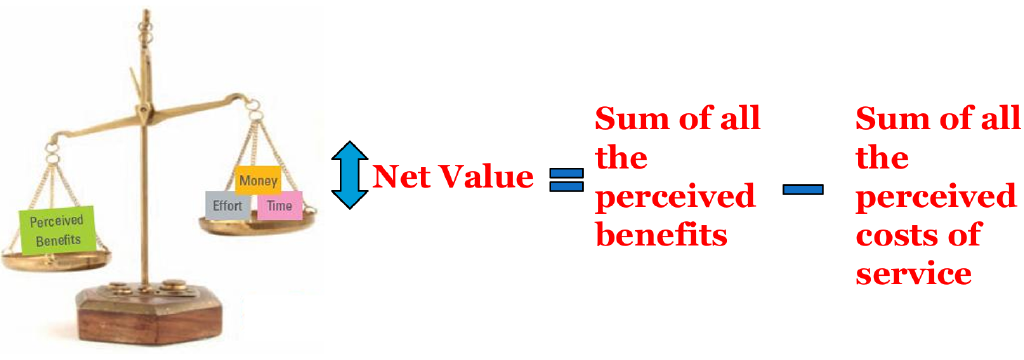 Perceived
Benefits
Money
Effort
Time
Net Value =
Sum of all
the
perceived
benefits
–
Sum of all
the
perceived
costs of
service